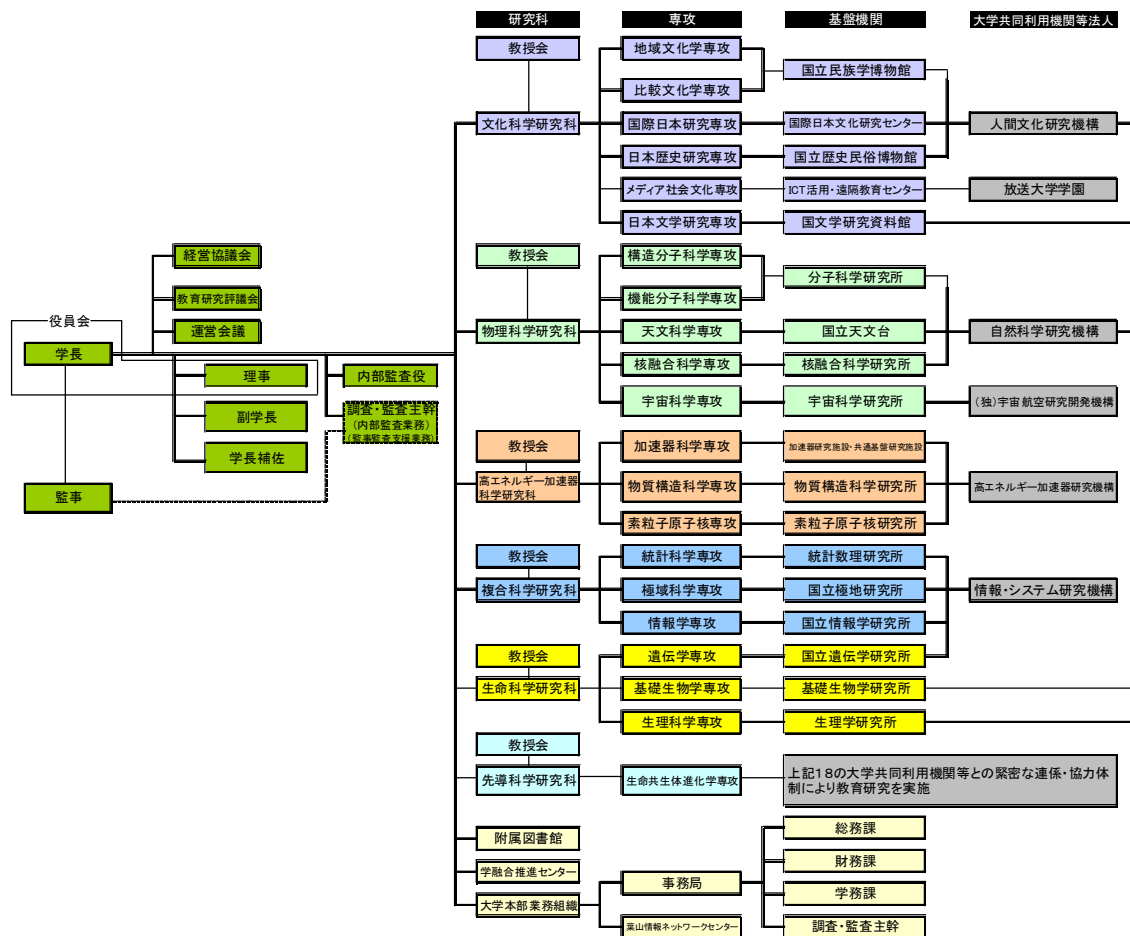 研究科
専攻
基盤機関
大学共同利用機関等法人
教授会
文化科学研究科
地域文化学専攻
比較文化学専攻
国際日本研究専攻
日本歴史研究専攻
メディア社会文化専攻
日本文学研究専攻
国立民族学博物館
国際日本文化研究センター
国立歴史民俗博物館
ICT活用・遠隔教育センター
国文学研究資料館
人間文化研究機構
放送大学学園
経営協議会
教育研究評議会
運営会議
役員会
学長
理事
副学長
学長補佐
監事
内部監査役
調査・監査主幹
(内部監査業務)
(監事監査支援業務)
教授会
物理科学研究科
構造分子科学専攻
機能分子科学専攻
天文科学専攻
核融合科学専攻
宇宙科学専攻
分子科学研究所
国立天文台
核融合科学研究所
宇宙科学研究所
自然科学研究機構
(独)宇宙航空研究開発機構
教授会
高エネルギー加速器
科学研究科
加速器科学専攻
物質構造科学専攻
素粒子原子核専攻
加速器研究施設・共通基盤研究施設
物質構造科学研究所
素粒子原子核研究所
高エネルギー加速器研究機構
教授会
複合科学研究科
統計科学専攻
極域科学専攻
情報学専攻
統計数理研究所
国立極地研究所
国立情報学研究所
情報・システム研究機構
教授会
生命科学研究科
遺伝学専攻
基礎生物学専攻
生理科学専攻
国立遺伝学研究所
基礎生物学研究所
生理学研究所
教授会
先導科学研究科
生命共生体進化学専攻
上記18の大学共同利用機関等との緊密な連係・協力体
制により教育研究を実施
附属図書館
学融合推進センター
大学本部業務組織
事務局
葉山情報ネットワークセンター
総務課
財務課
学務課
調査・監査主幹